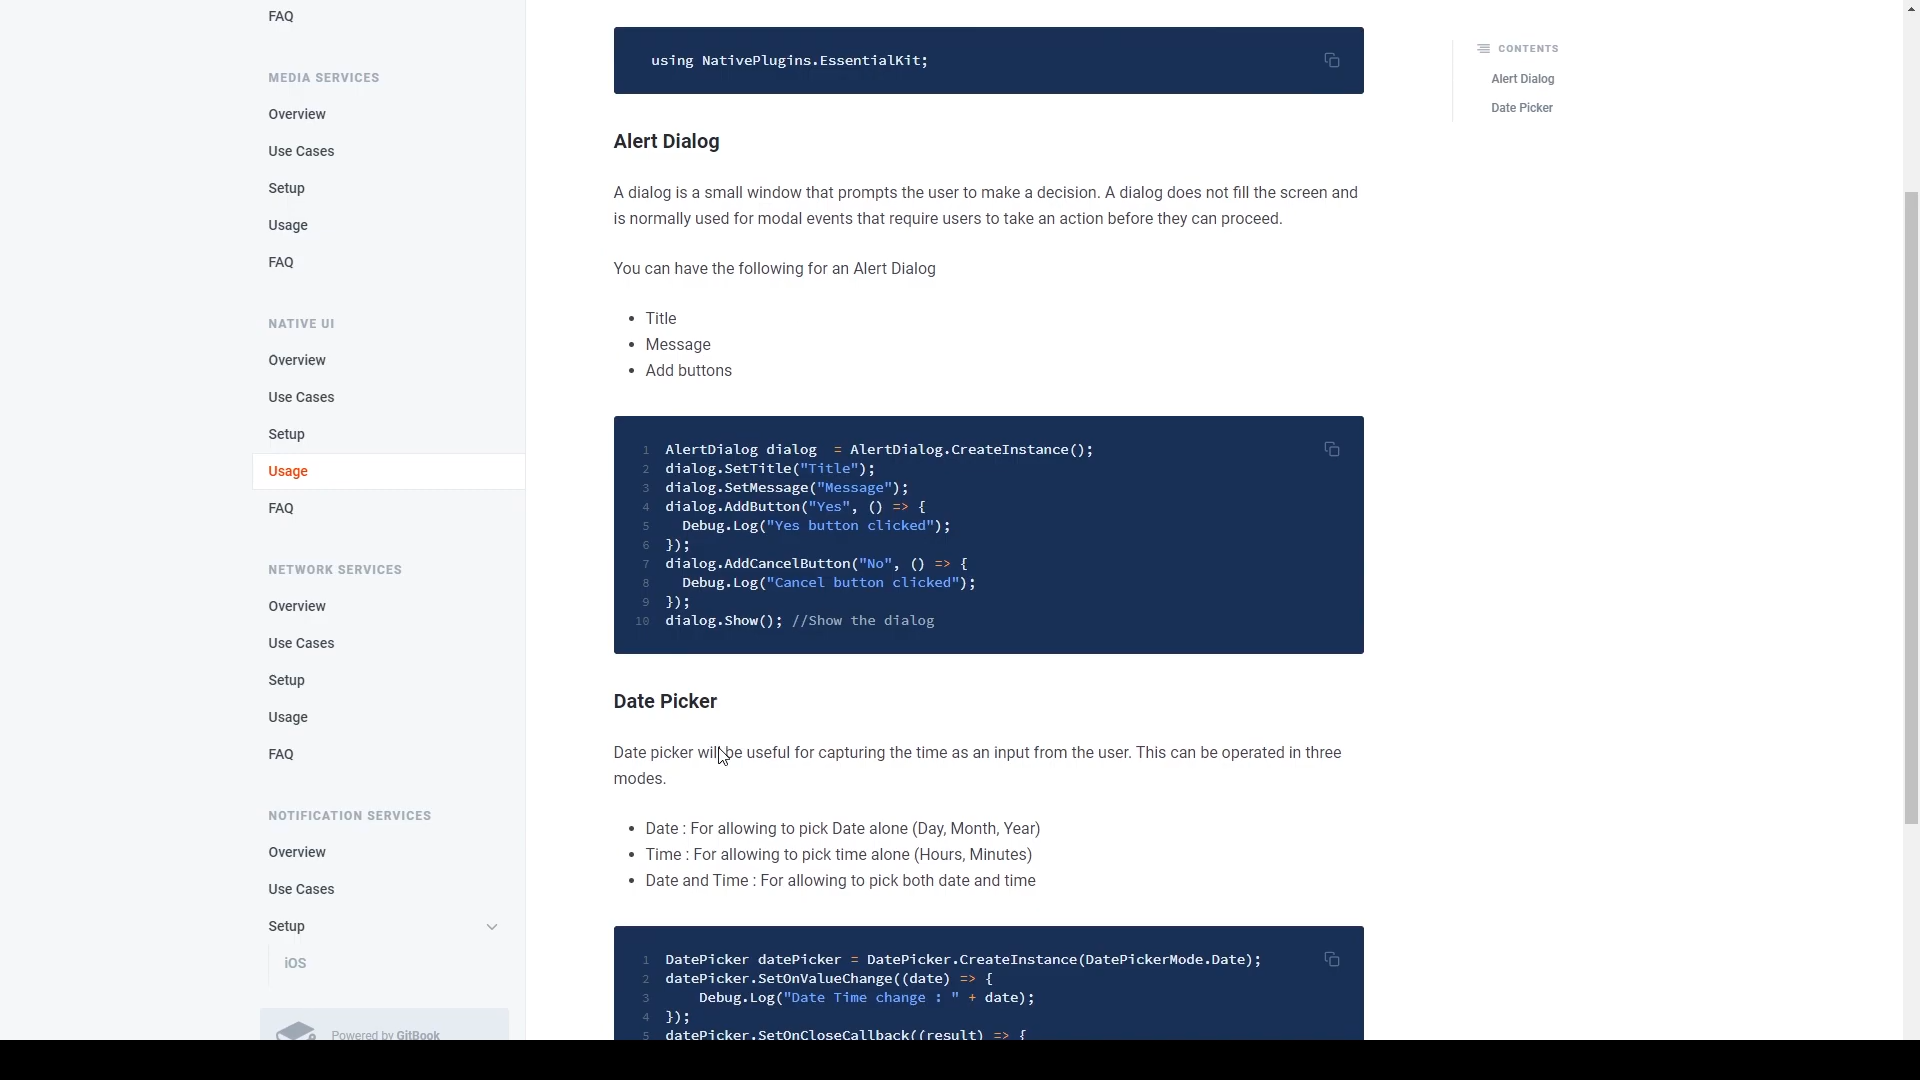 FAQ
MEDIA SERVICES
Overview
Use Cases
Setup
Usage
FAQ
NATIVE UI
Overview
Use Cases
Setup
Usage
FAQ
NETWORK SERVICES
Overview
Use Cases
Setup
Usage
FAQ
NOTIFICATION SERVICES
Overview
Use Cases
Setup
iOS
Powered by GitBook
using NativePlugins.EssentialKit;
Alert Dialog
A dialog is a small window that prompts the user to make a decision. A dialog does not fill the screen and
is normally used for modal events that require users to take an action before they can proceed.
You can have the following for an Alert Dialog
• Title
• Message
• Add buttons
1 AlertDialog dialog  = AlertDialog.CreateInstance();
2 dialog.SetTitle("Title");
3 dialog.SetMessage("Message");
4 dialog.AddButton("Yes", () => {
5   Debug.Log("Yes button clicked");
6 });
7 dialog.AddCancelButton("No", () => {
8   Debug.Log("Cancel button clicked");
9 });
10 dialog.Show(); //Show the dialog
Date Picker
Date picker will be useful for capturing the time as an input from the user. This can be operated in three
modes.
• Date : For allowing to pick Date alone (Day, Month, Year)
• Time : For allowing to pick time alone (Hours, Minutes)
• Date and Time : For allowing to pick both date and time
1 DatePicker datePicker = DatePicker.CreateInstance(DatePickerMode.Date);
2 datePicker.SetOnValueChange((date) => {
3     Debug.Log("Date Time change : " + date);
4 });
5 datePicker.SetOnCloseCallback((result) => {
CONTENTS
Alert Dialog
Date Picker